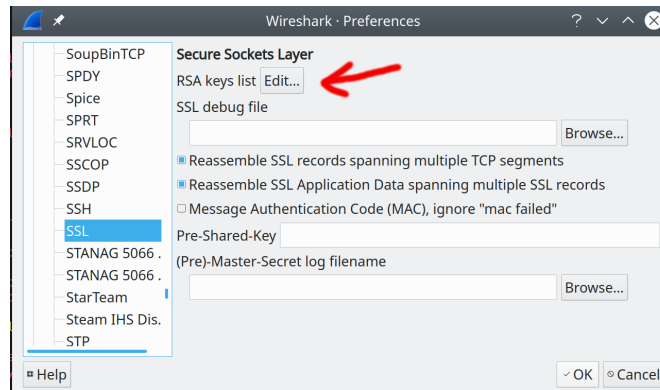 Wireshark · Preferences
SoupBinTCP
SPDY
Spice
SPRT
SRVLOC
SSCOP
SSDP
SSH
SSL
STANAG 5066 .
STANAG 5066 .
StarTeam
Steam IHS Dis.
STP
Secure Sockets Layer
RSA keys list Edit...
SSL debug file
Browse...
Reassemble SSL records spanning multiple TCP segments
Reassemble SSL Application Data spanning multiple SSL records
Message Authentication Code (MAC), ignore "mac failed"
Pre-Shared-Key
(Pre)-Master-Secret log filename
Browse...
Help
OK
Cancel